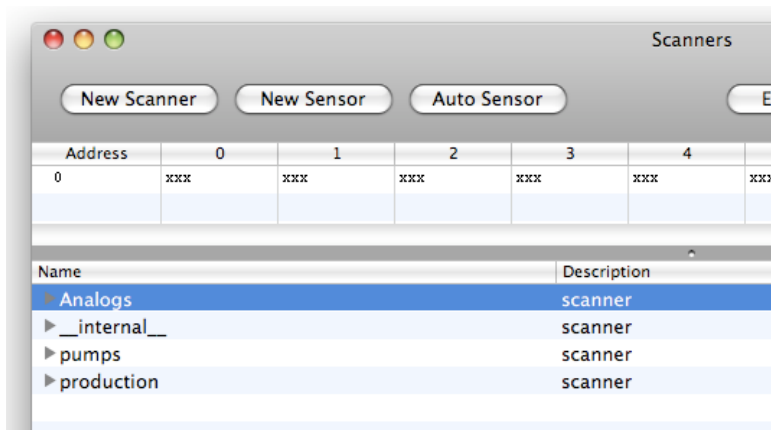 Scanners
New Scanner New Sensor Auto Sensor
Address 0 1 2 3 4
0 xxx xxx xxx xxx xxx xxx
Name Description
Analogs scanner
__internal__ scanner
pumps scanner
production scanner